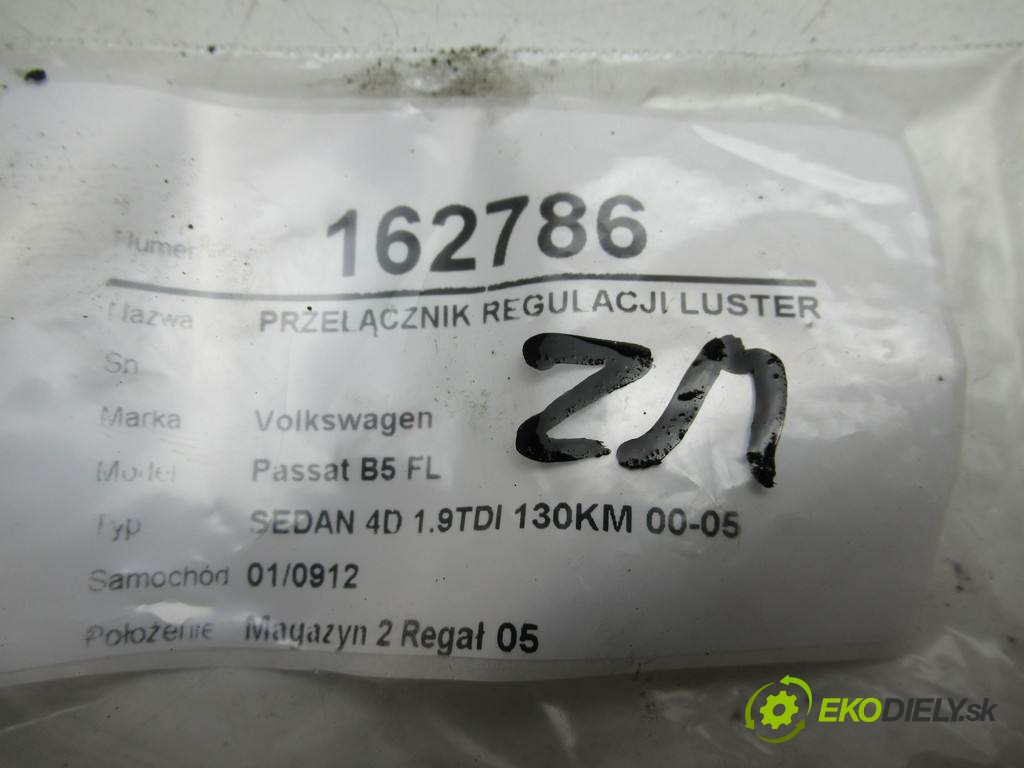 Numer 162786
Nazwa PRZEŁĄCZNIK REGULACJI LUSTER
Sn
ZM
Marka Volkswagen
Model Passat B5 FL
Typ SEDAN 4D 1.9TDI 130KM 00-05
Samochód 01/0912
Położenie Magazyn 2 Regał 05
EKODIELY.sk